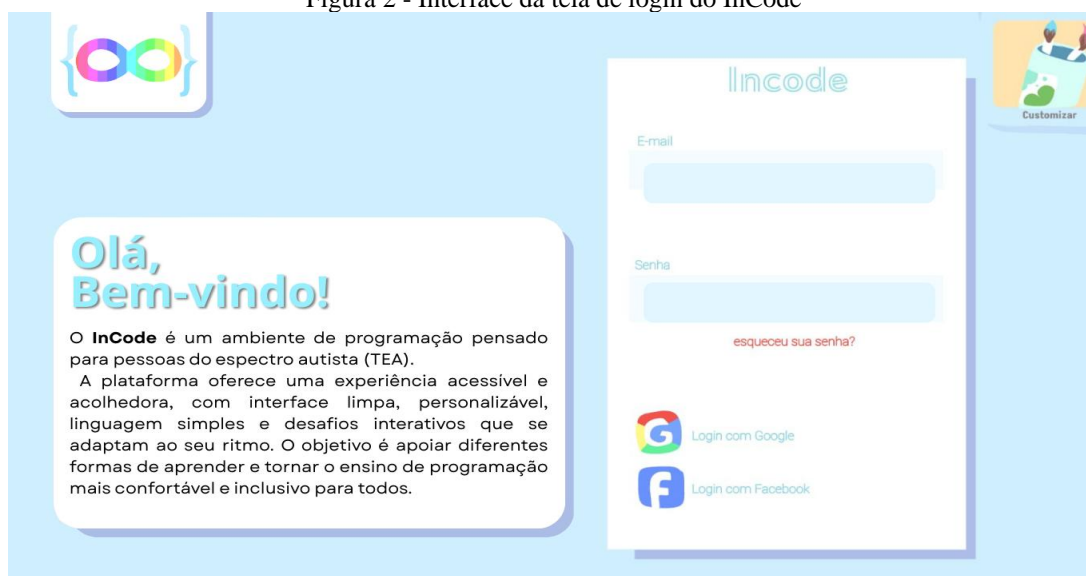 Figura 2 - Interface da tela de login do InCode
Olá,
Bem-vindo!
O InCode é um ambiente de programação pensado
para pessoas do espectro autista (TEA).
A plataforma oferece uma experiência acessível e
acolhedora, com interface limpa, personalizável,
linguagem simples e desafios interativos que se
adaptam ao seu ritmo. O objetivo é apoiar diferentes
formas de aprender e tornar o ensino de programação
mais confortável e inclusivo para todos.
Incode
E-mail
Senha
esqueceu sua senha?
Login com Google
Login com Facebook
Customizar